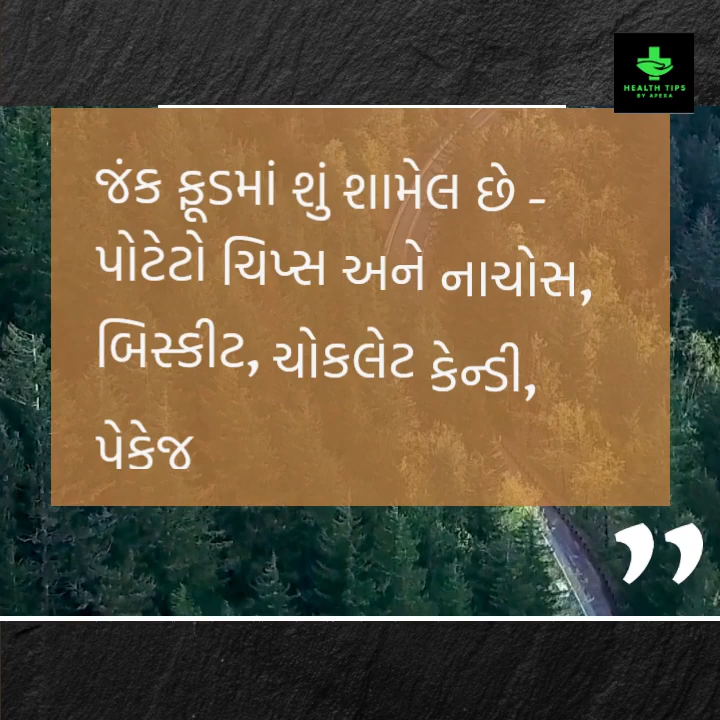 HEALTH TIPS
BY APEKA
જંક ફૂડમાં શું શામેલ છે -
પોટેટો ચિપ્સ અને નાચોસ,
બિસ્કીટ, ચોકલેટ કેન્ડી,
પેકેજ
”